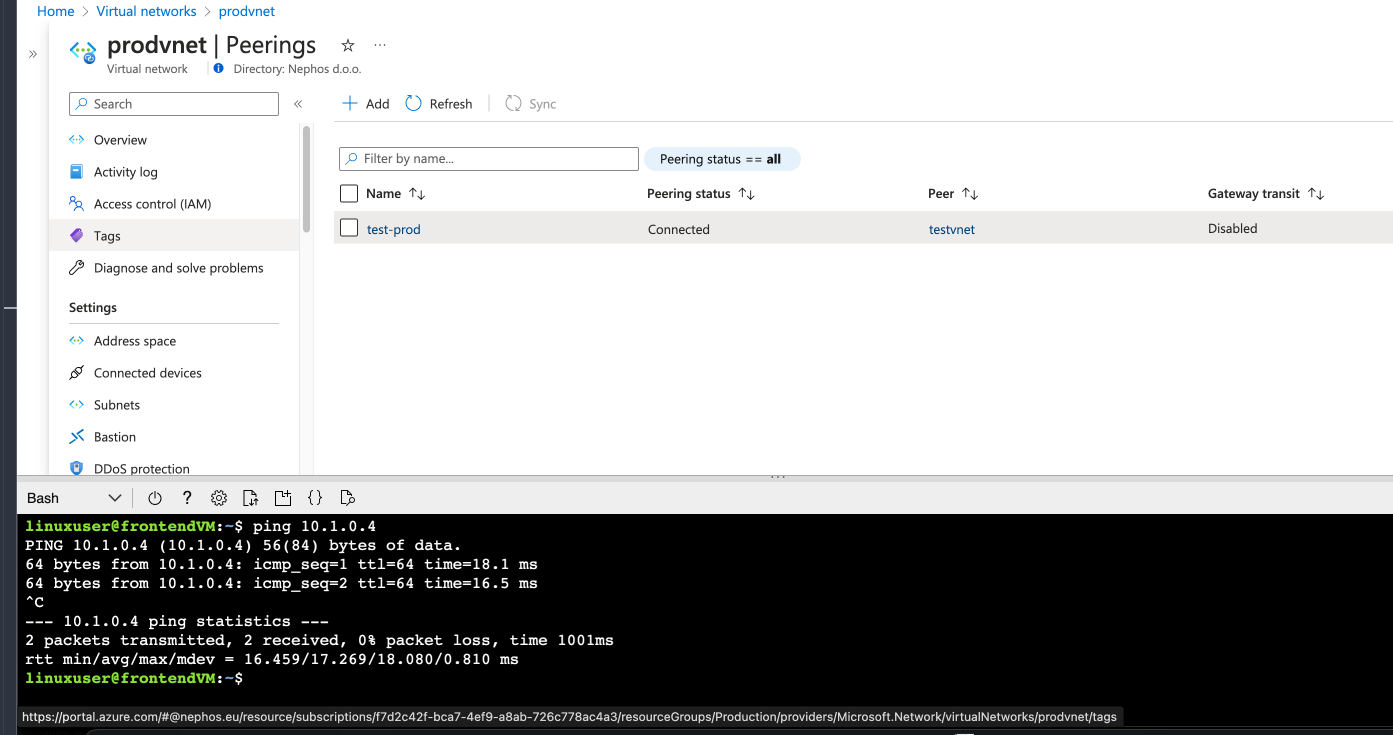 Home > Virtual networks > prodvnet
prodvnet | Peerings ☆ ...
Virtual network Directory: Nephos d.o.o.
Search «
»
+ Add Refresh Sync
Overview
Activity log
Access control (IAM)
Tags
Diagnose and solve problems
Settings
Address space
Connected devices
Subnets
Bastion
DDoS protection
Filter by name... Peering status == all
Name ↑↓ Peering status ↑↓ Peer ↑↓ Gateway transit ↑↓
test-prod Connected testvnet Disabled
Bash ? {}
linuxuser@frontendVM:~$ ping 10.1.0.4
PING 10.1.0.4 (10.1.0.4) 56(84) bytes of data.
64 bytes from 10.1.0.4: icmp_seq=1 ttl=64 time=18.1 ms
64 bytes from 10.1.0.4: icmp_seq=2 ttl=64 time=16.5 ms
^C
--- 10.1.0.4 ping statistics ---
2 packets transmitted, 2 received, 0% packet loss, time 1001ms
rtt min/avg/max/mdev = 16.459/17.269/18.080/0.810 ms
linuxuser@frontendVM:~$
https://portal.azure.com/#@nephos.eu/resource/subscriptions/f7d2c42f-bca7-4ef9-a8ab-726c778ac4a3/resourceGroups/Production/providers/Microsoft.Network/virtualNetworks/prodvnet/tags